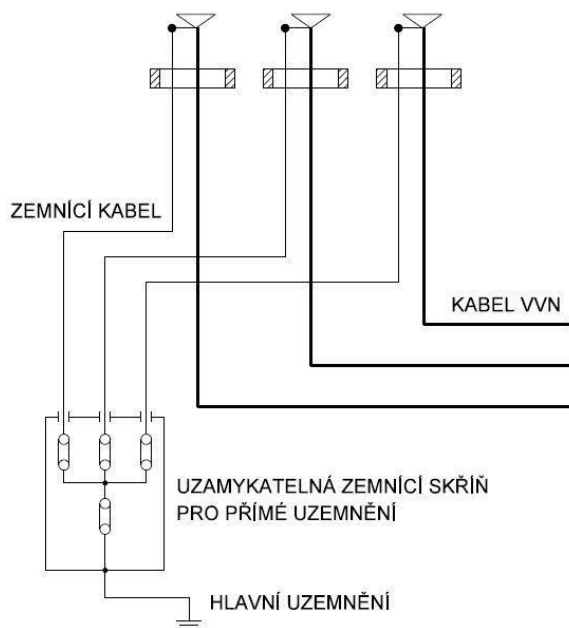 ZEMNÍCÍ KABEL
KABEL VVN
UZAMYKATELNÁ ZEMNÍCÍ SKŘÍŇ
PRO PŘÍMÉ UZEMNĚNÍ
HLAVNÍ UZEMNĚNÍ